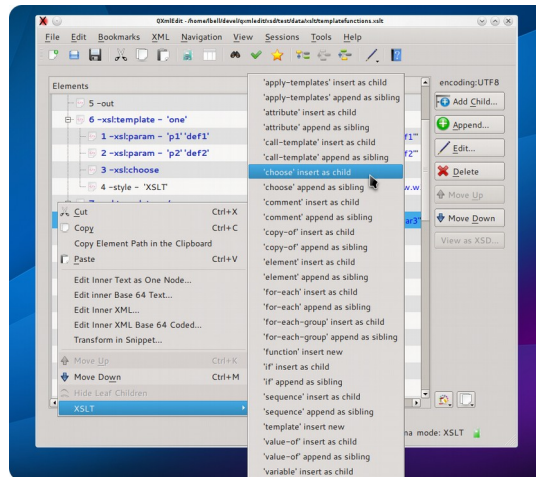 QXmlEdit - /home/lbell/devel/qxmledit/xsd/test/data/xslt/templatefunctions.xslt
File Edit Bookmarks XML Navigation View Sessions Tools Help
Elements
5 -out
6 -xsl:template - 'one'
1 -xsl:param - 'p1' 'def1'
2 -xsl:param - 'p2' 'def2'
3 -xsl:choose
4 -style - 'XSLT'
f1"
f2"
w.w
ar3"
Cut Ctrl+X
Copy Ctrl+C
Copy Element Path in the Clipboard
Paste Ctrl+V
Edit Inner Text as One Node...
Edit inner Base 64 Text...
Edit Inner XML...
Edit Inner XML Base 64 Coded...
Transform in Snippet...
Move Up Ctrl+K
Move Down Ctrl+M
Hide Leaf Children
XSLT
'apply-templates' insert as child
'apply-templates' append as sibling
'attribute' insert as child
'attribute' append as sibling
'call-template' insert as child
'call-template' append as sibling
'choose' insert as child
'choose' append as sibling
'comment' insert as child
'comment' append as sibling
'copy-of' insert as child
'copy-of' append as sibling
'element' insert as child
'element' append as sibling
'for-each' insert as child
'for-each' append as sibling
'for-each-group' insert as child
'for-each-group' append as sibling
'function' insert new
'if' insert as child
'if' append as sibling
'sequence' insert as child
'sequence' append as sibling
'template' insert new
'value-of' insert as child
'value-of' append as sibling
'variable' insert as child
encoding:UTF8
Add Child...
Append...
Edit...
Delete
Move Up
Move Down
View as XSD...
na mode: XSLT